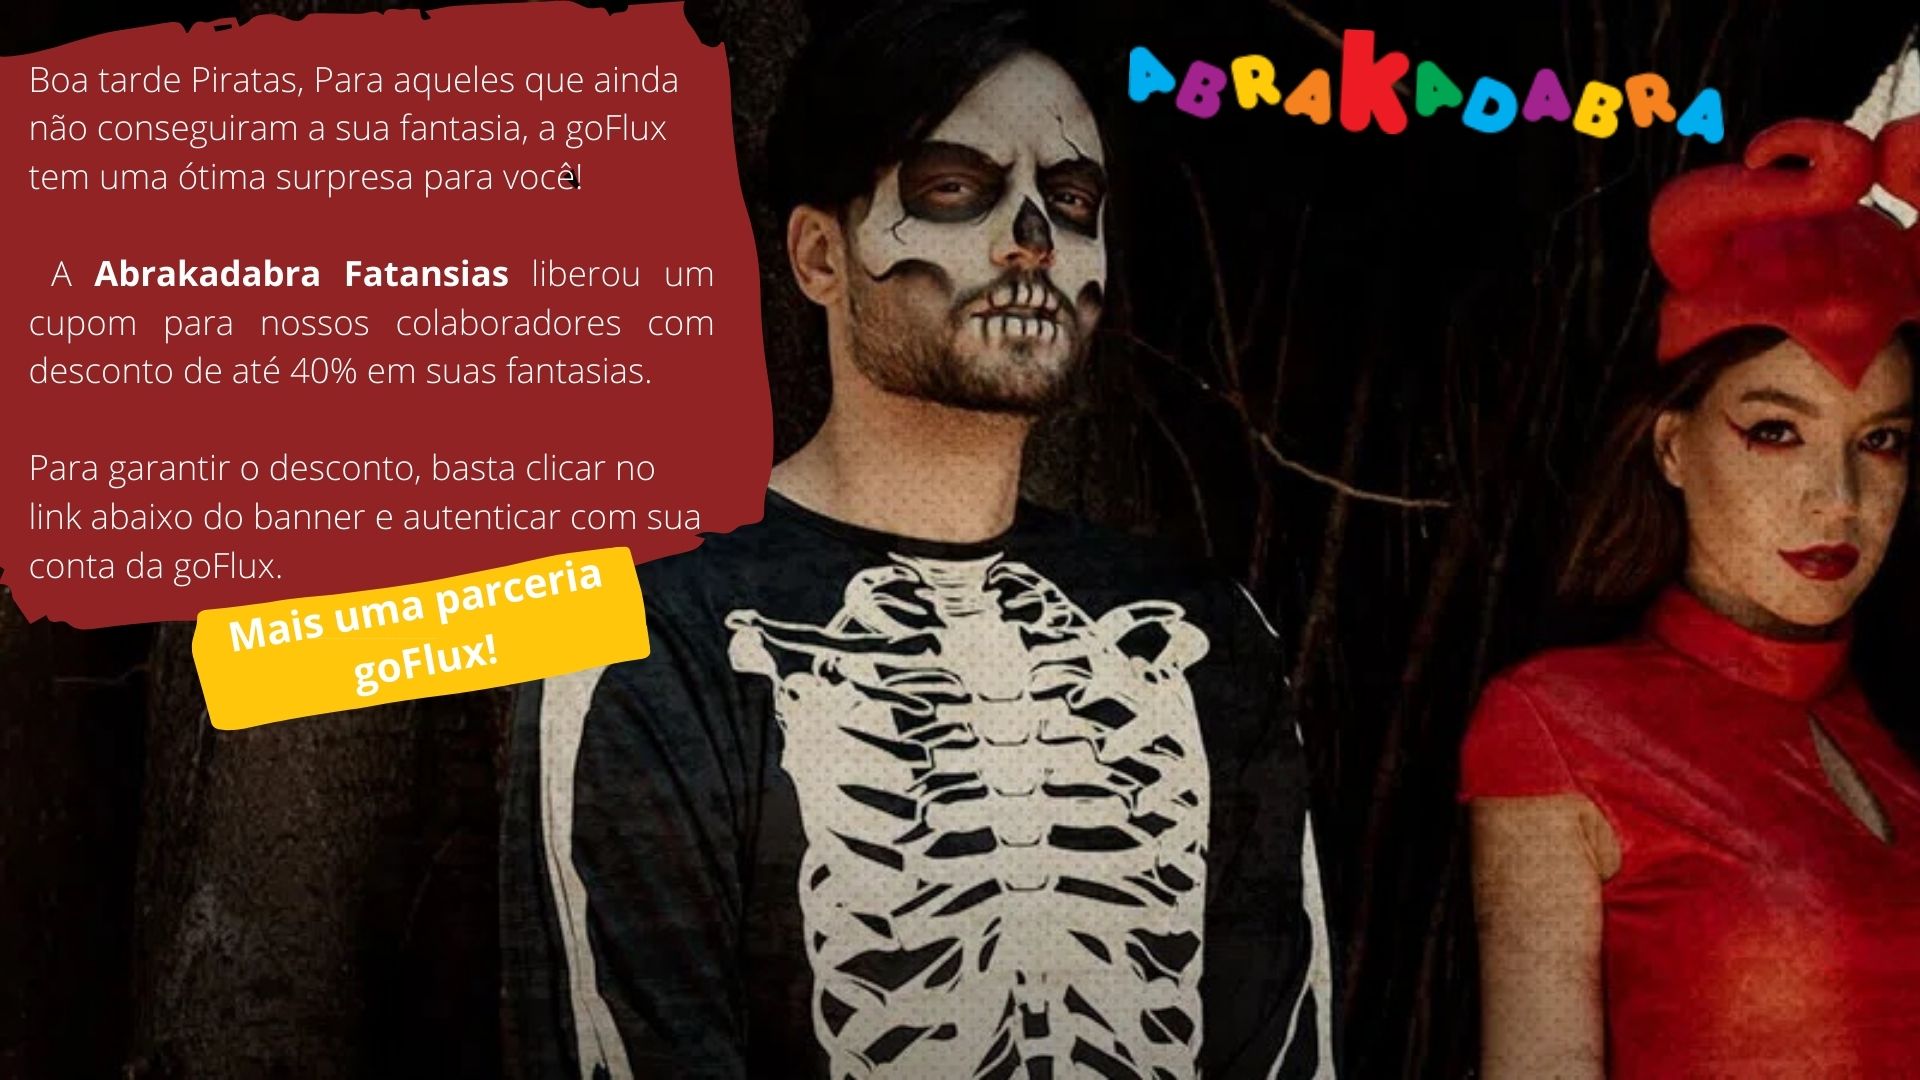 Boa tarde Piratas, Para aqueles que ainda
não conseguiram a sua fantasia, a goFlux
tem uma ótima surpresa para você!
A Abrakadabra Fatansias liberou um
cupom para nossos colaboradores com
desconto de até 40% em suas fantasias.
Para garantir o desconto, basta clicar no
link abaixo do banner e autenticar com sua
conta da goFlux.
Mais uma parceria
goFlux!
ABRAKADABRA